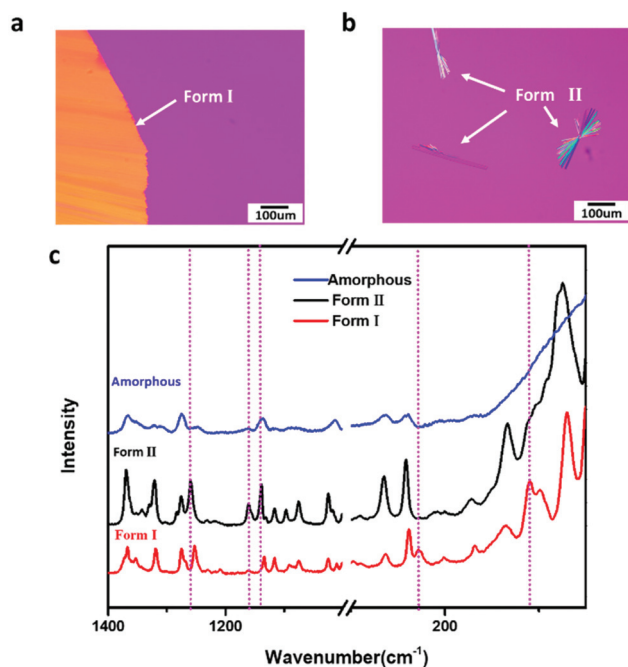 a
Form I
100um
b
Form II
100um
c
Amorphous
Form II
Form I
Amorphous
Form II
Form I
Intensity
1400
1200
200
Wavenumber(cm⁻¹)